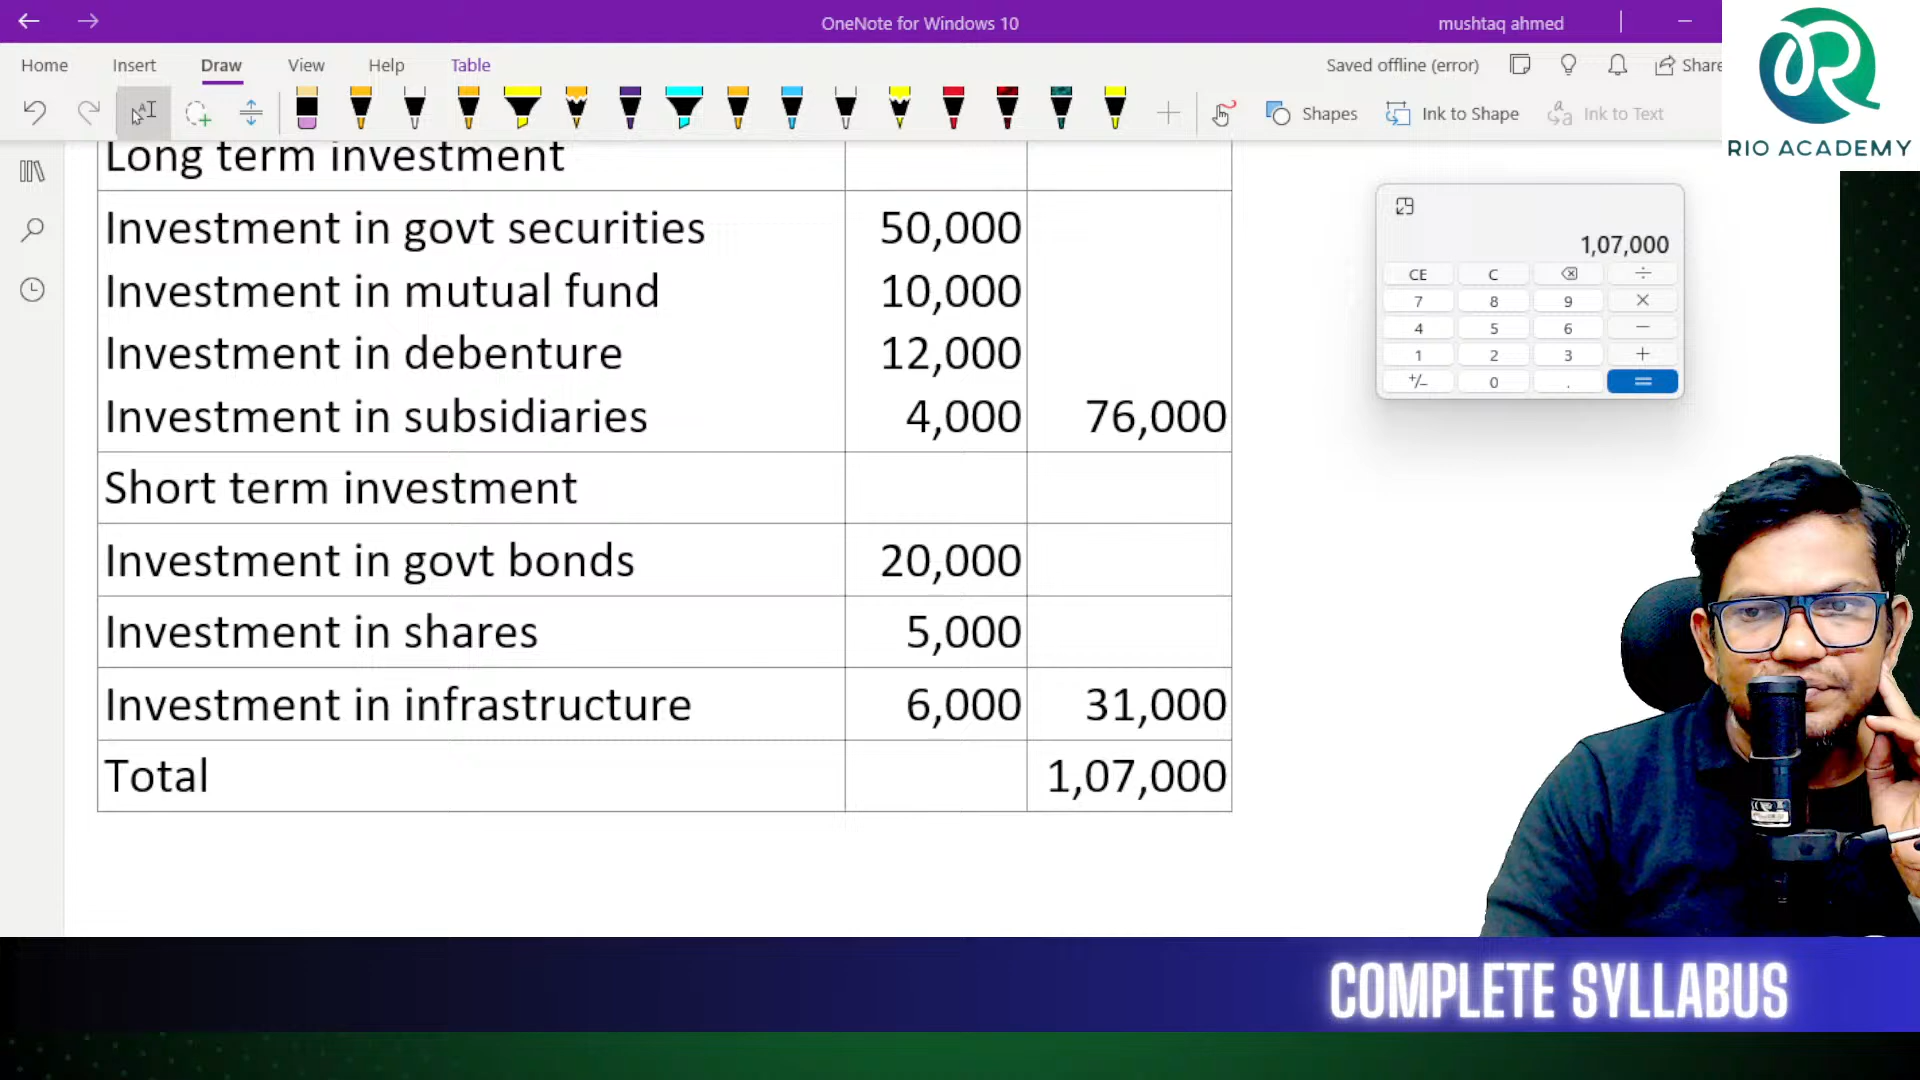 OneNote for Windows 10
mushtaq ahmed
Home Insert Draw View Help Table
Saved offline (error)
Share
Shapes
Ink to Shape
Ink to Text
RIO ACADEMY
Long term investment
Investment in govt securities 50,000
Investment in mutual fund 10,000
Investment in debenture 12,000
Investment in subsidiaries 4,000 76,000
Short term investment
Investment in govt bonds 20,000
Investment in shares 5,000
Investment in infrastructure 6,000 31,000
Total 1,07,000
1,07,000
CE C ÷
7 8 9 ×
4 5 6 −
1 2 3 +
+/− 0 . =
COMPLETE SYLLABUS